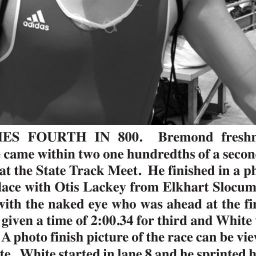 adidas
IES FOURTH IN 800. Bremond freshn
came within two one hundredths of a second
at the State Track Meet. He finished in a ph
lace with Otis Lackey from Elkhart Slocum
with the naked eye who was ahead at the fin
given a time of 2:00.34 for third and White
A photo finish picture of the race can be vie
te. White started in lane 8 and he sprinted h